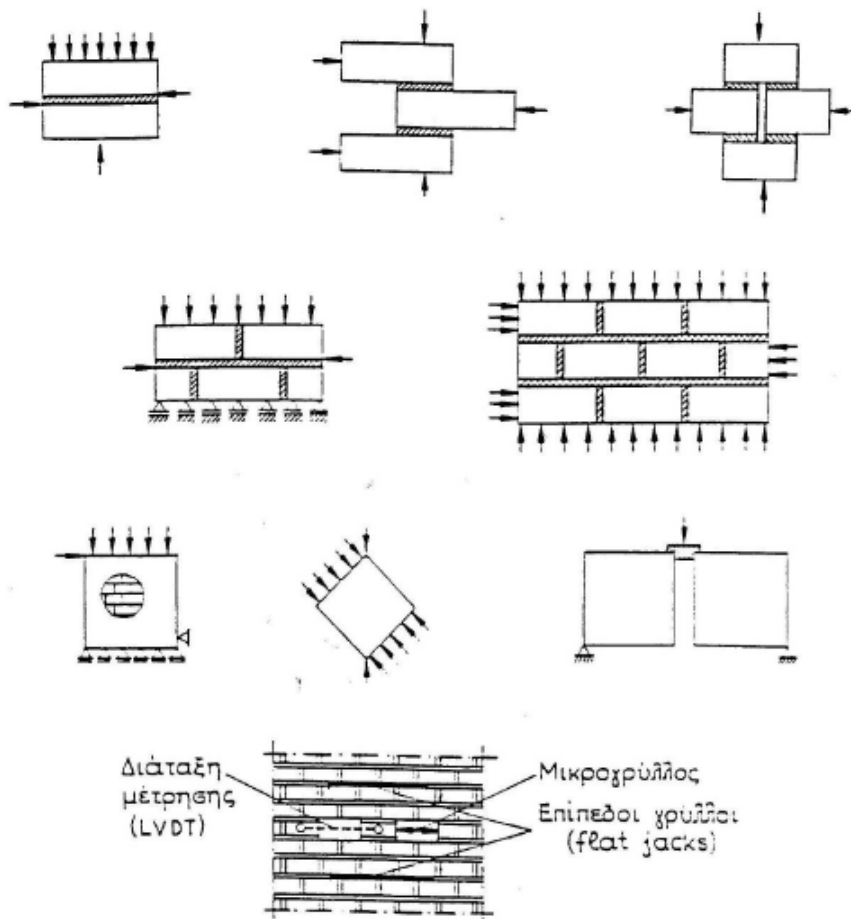 Διάταξη
μέτρησης
(LVDT)
Μικρογρύλλος
Επίπεδοι γρύλλοι
(flat jacks)